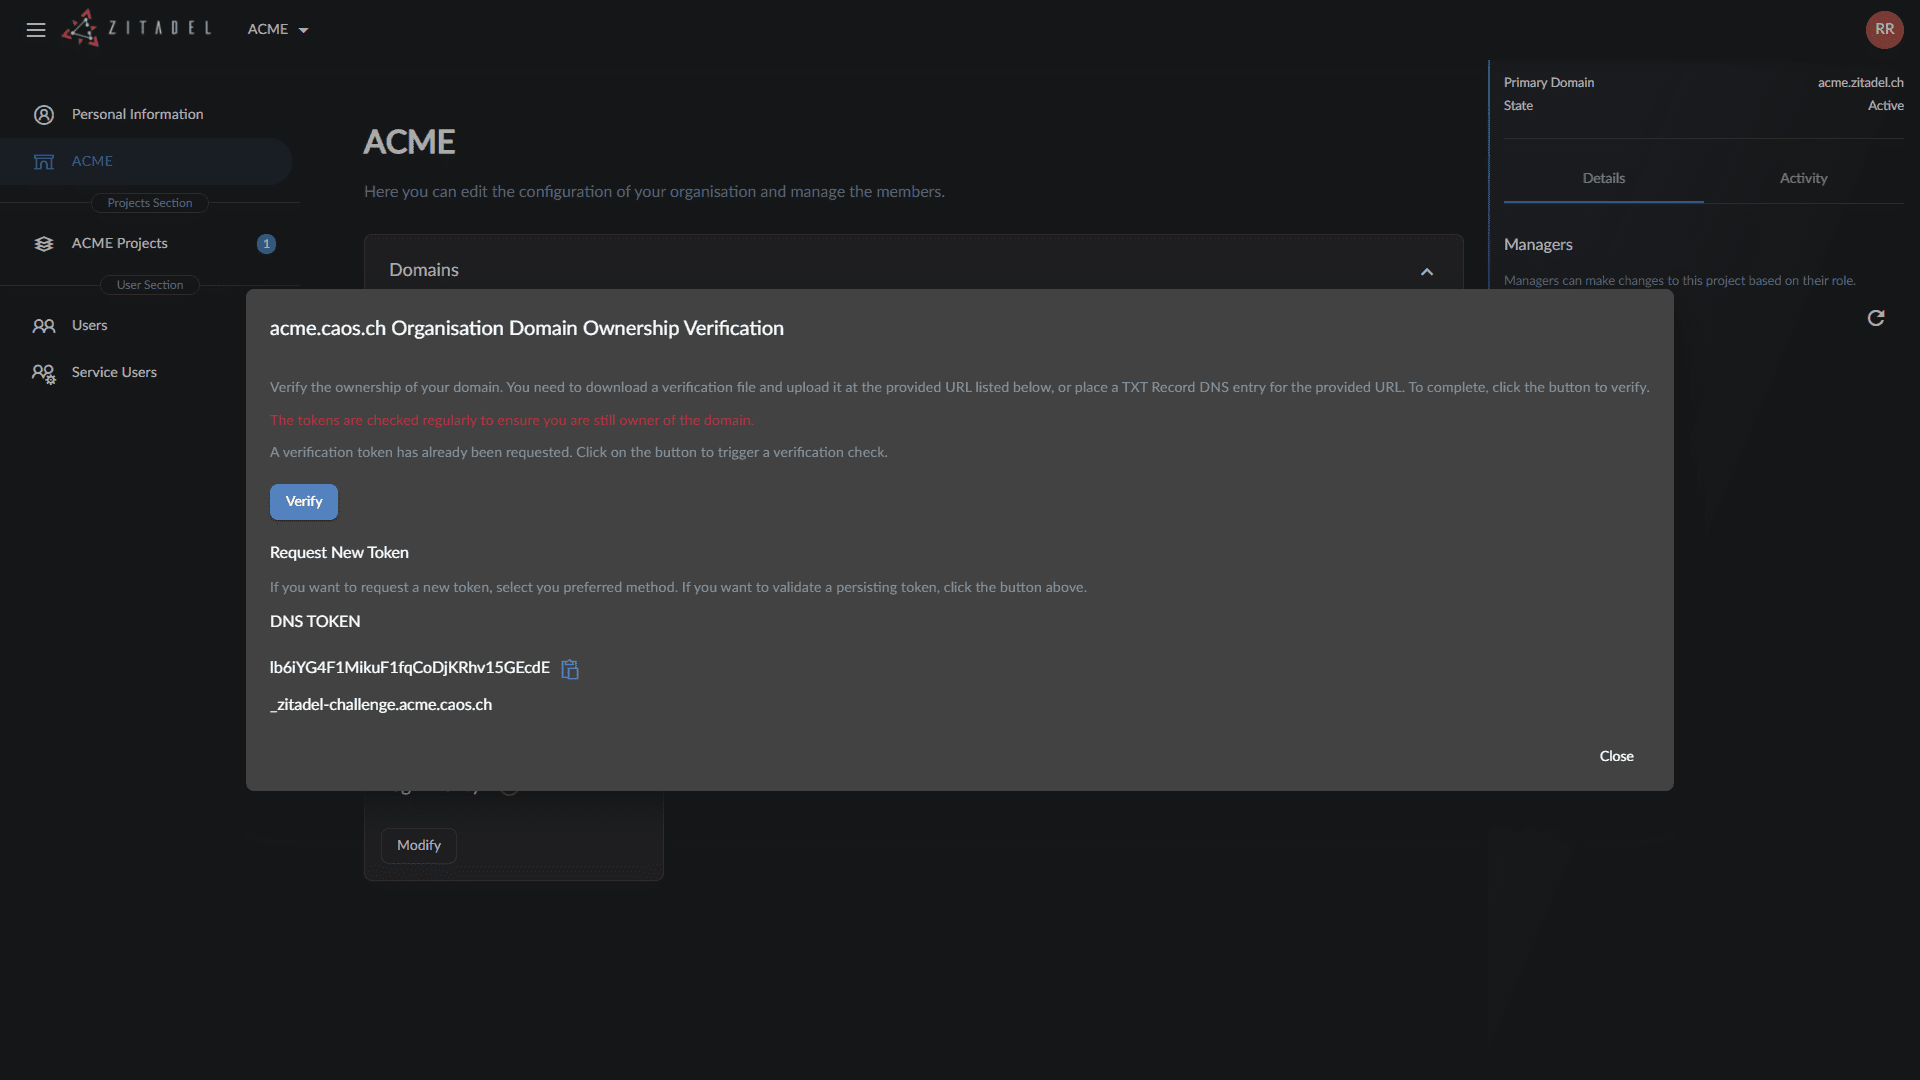 ZITADEL
ACME
RR
Personal Information
ACME
Projects Section
ACME Projects
1
User Section
Users
Service Users
ACME
Here you can edit the configuration of your organisation and manage the members.
Domains
Primary Domain
acme.zitadel.ch
State
Active
Details
Activity
Managers
Managers can make changes to this project based on their role.
acme.caos.ch Organisation Domain Ownership Verification
Verify the ownership of your domain. You need to download a verification file and upload it at the provided URL listed below, or place a TXT Record DNS entry for the provided URL. To complete, click the button to verify.
The tokens are checked regularly to ensure you are still owner of the domain.
A verification token has already been requested. Click on the button to trigger a verification check.
Verify
Request New Token
If you want to request a new token, select you preferred method. If you want to validate a persisting token, click the button above.
DNS TOKEN
lb6iYG4F1MikuF1fqCoDjKRhv15GEcdE
_zitadel-challenge.acme.caos.ch
Close
Modify